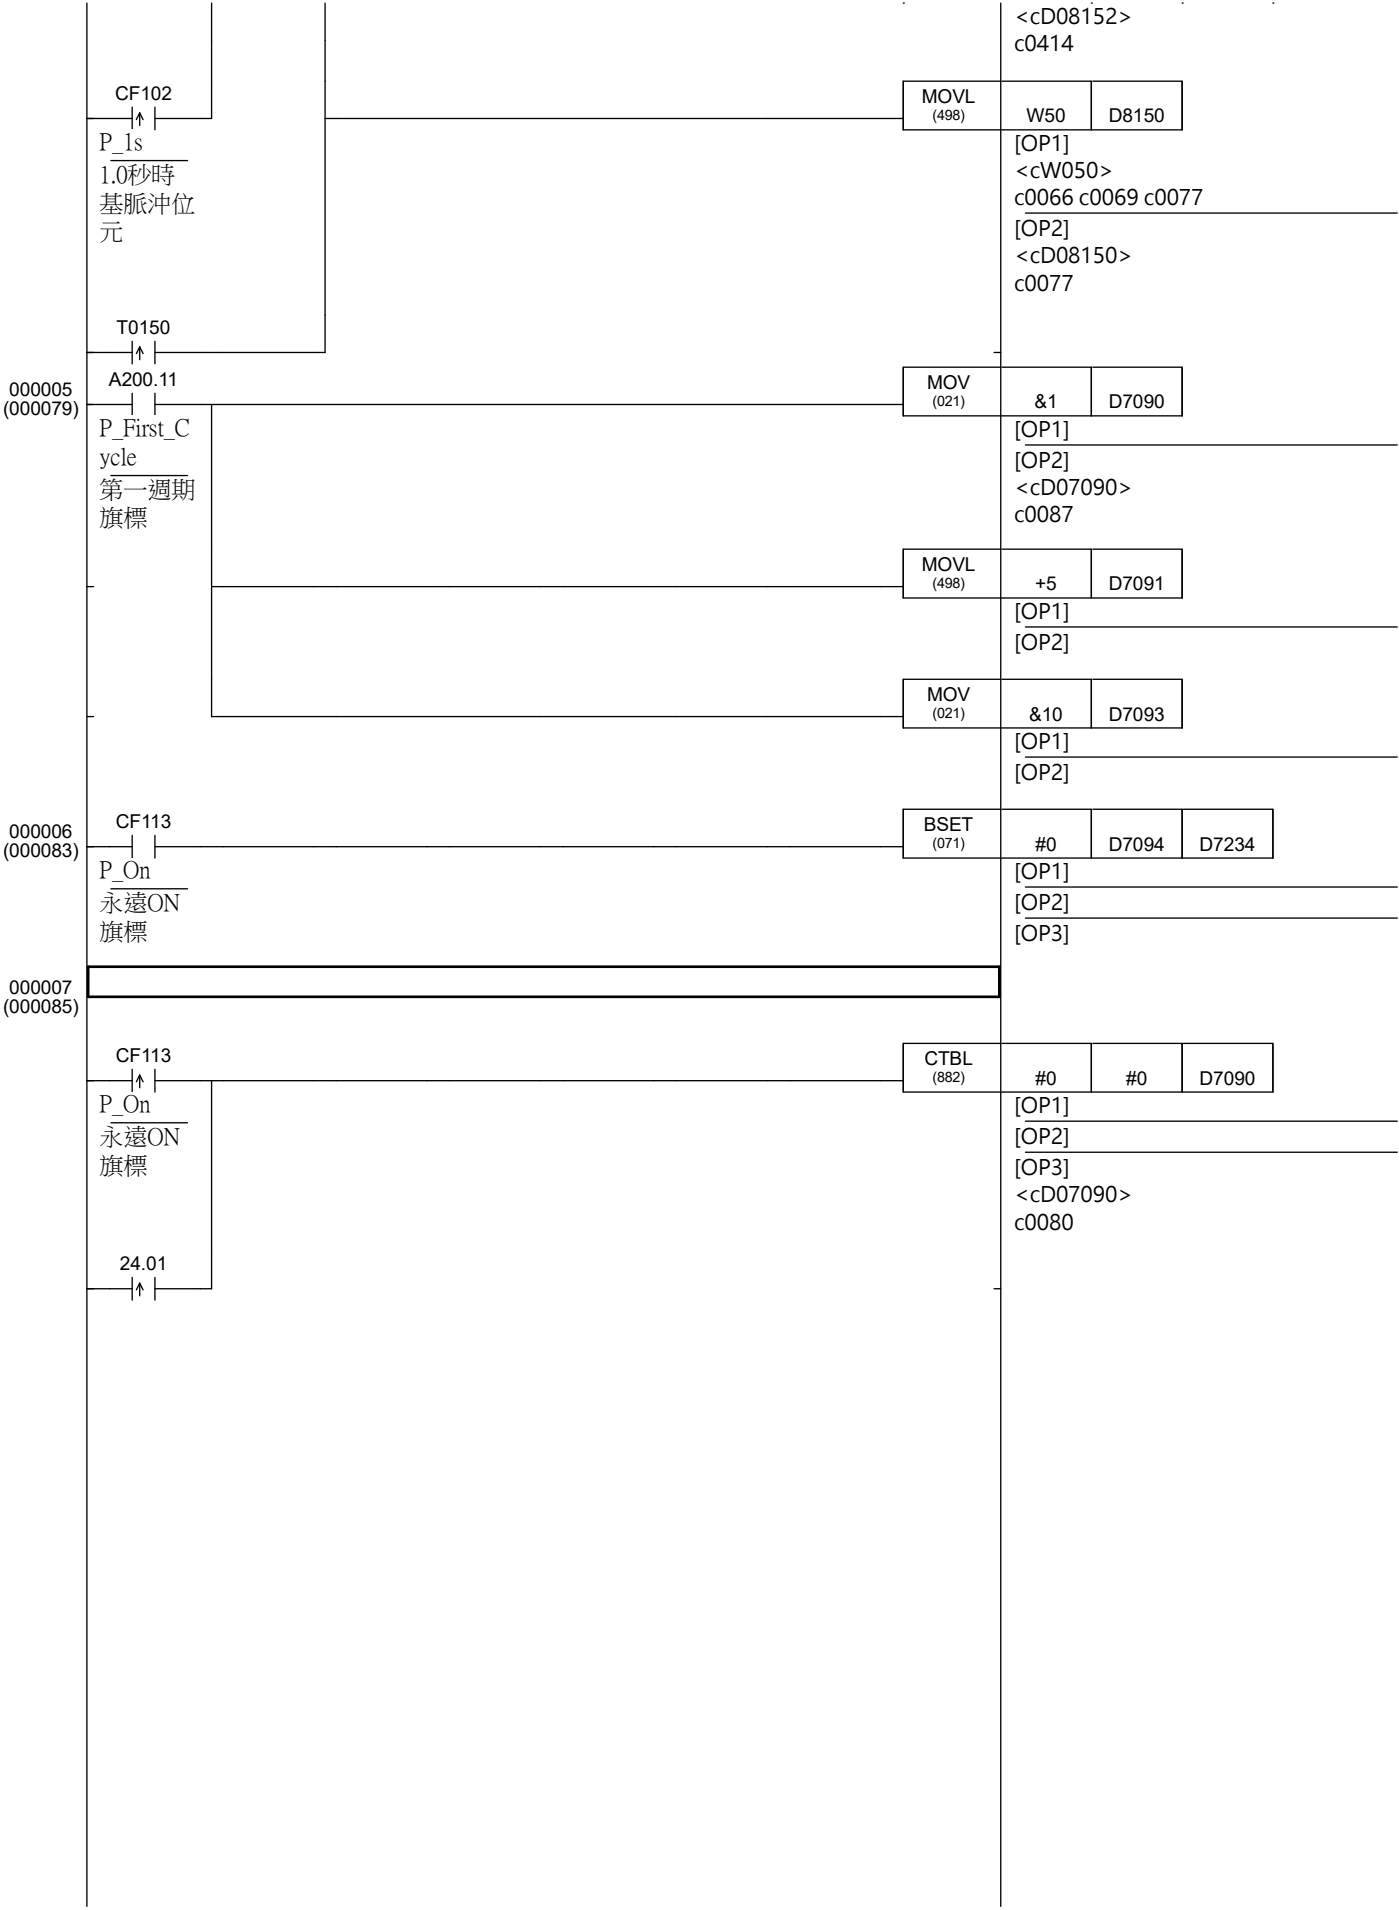 <cD08152>
c0414
CF102
MOVL
(498)
W50 D8150
P_1s
1.0秒時
基脈沖位
元
[OP1]
<cW050>
c0066 c0069 c0077
[OP2]
<cD08150>
c0077
T0150
000005
(000079)
A200.11
MOV
(021)
&1 D7090
P_First_C
ycle
第一週期
旗標
[OP1]
[OP2]
<cD07090>
c0087
MOVL
(498)
+5 D7091
[OP1]
[OP2]
MOV
(021)
&10 D7093
[OP1]
[OP2]
000006
(000083)
CF113
BSET
(071)
#0 D7094 D7234
P_On
永遠ON
旗標
[OP1]
[OP2]
[OP3]
000007
(000085)
CF113
CTBL
(882)
#0 #0 D7090
P_On
永遠ON
旗標
[OP1]
[OP2]
[OP3]
<cD07090>
c0080
24.01